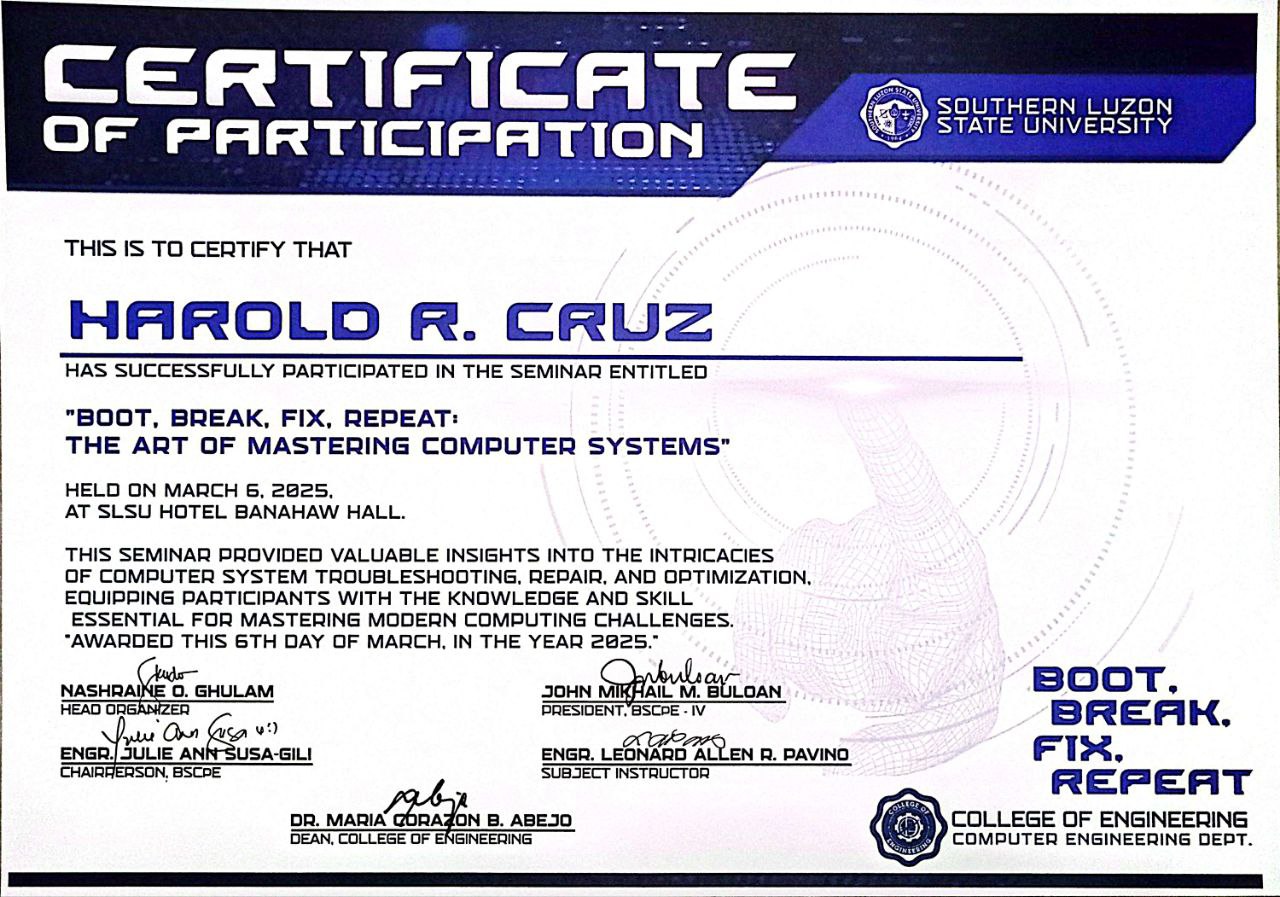 CERTIFICATE
OF PARTICIPATION
SOUTHERN LUZON
STATE UNIVERSITY
THIS IS TO CERTIFY THAT
HAROLD R. CRUZ
HAS SUCCESSFULLY PARTICIPATED IN THE SEMINAR ENTITLED
"BOOT, BREAK, FIX, REPEAT:
THE ART OF MASTERING COMPUTER SYSTEMS"
HELD ON MARCH 6, 2025,
AT SLSU HOTEL BANAHAW HALL.
THIS SEMINAR PROVIDED VALUABLE INSIGHTS INTO THE INTRICACIES
OF COMPUTER SYSTEM TROUBLESHOOTING, REPAIR, AND OPTIMIZATION,
EQUIPPING PARTICIPANTS WITH THE KNOWLEDGE AND SKILL
ESSENTIAL FOR MASTERING MODERN COMPUTING CHALLENGES.
"AWARDED THIS 6TH DAY OF MARCH, IN THE YEAR 2025."
NASHRAINE O. GHULAM
HEAD ORGANIZER
JOHN MIKHAIL M. BULOAN
PRESIDENT, BSCPE - IV
ENGR. JULIE ANN SUSA-GILI
CHAIRPERSON, BSCPE
ENGR. LEONARD ALLEN R. PAVINO
SUBJECT INSTRUCTOR
DR. MARIA CORAZON B. ABEJO
DEAN, COLLEGE OF ENGINEERING
BOOT,
BREAK,
FIX,
REPEAT
COLLEGE OF ENGINEERING
COLLEGE OF ENGINEERING
COMPUTER ENGINEERING DEPT.